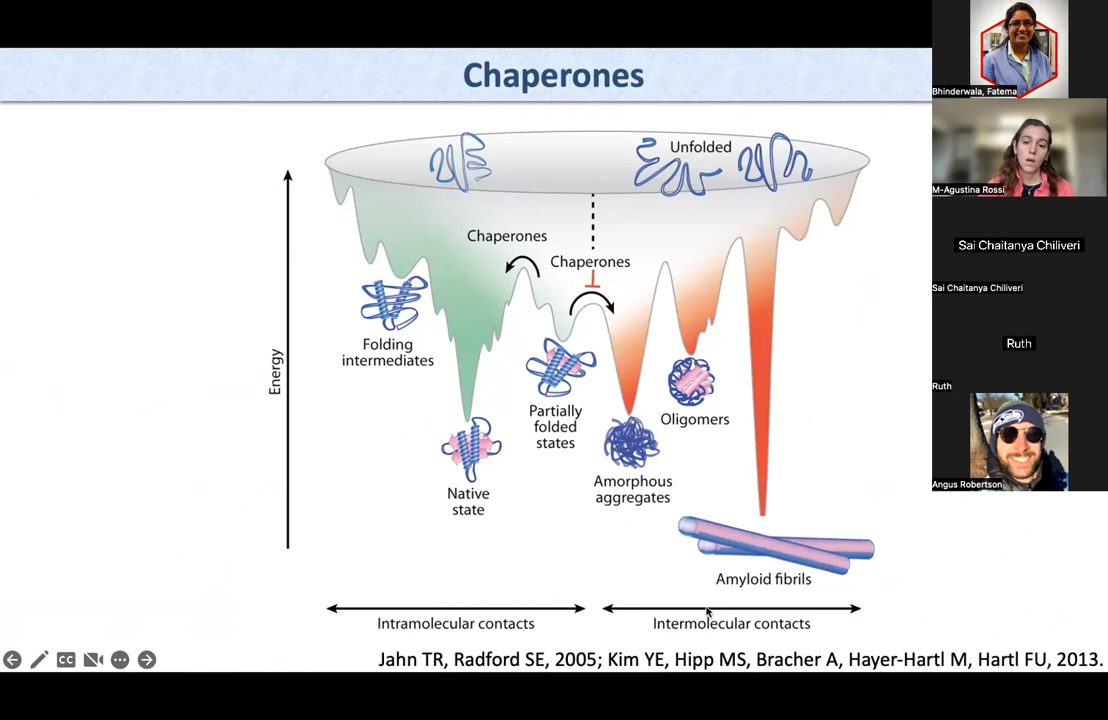 Chaperones
Unfolded
Chaperones
Chaperones
Energy
Folding
intermediates
Native
state
Partially
folded
states
Amorphous
aggregates
Oligomers
Amyloid fibrils
Intramolecular contacts
Intermolecular contacts
Jahn TR, Radford SE, 2005; Kim YE, Hipp MS, Bracher A, Hayer-Hartl M, Hartl FU, 2013.
CC
Bhinderwala, Fatema
M-Agustina Rossi
Sai Chaitanya Chiliveri
Sai Chaitanya Chiliveri
Ruth
Ruth
Angus Robertson